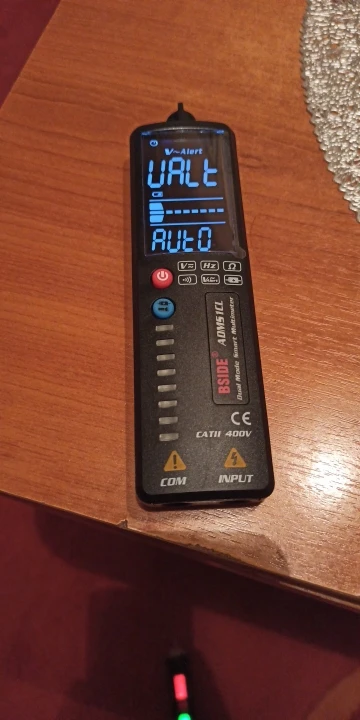 V~Alert
VALt
AUtO
V Hz Ω
BSIDE® ADMS1CL
Dual Mode Smart Multimeter
CE
CATII 400V
COM INPUT